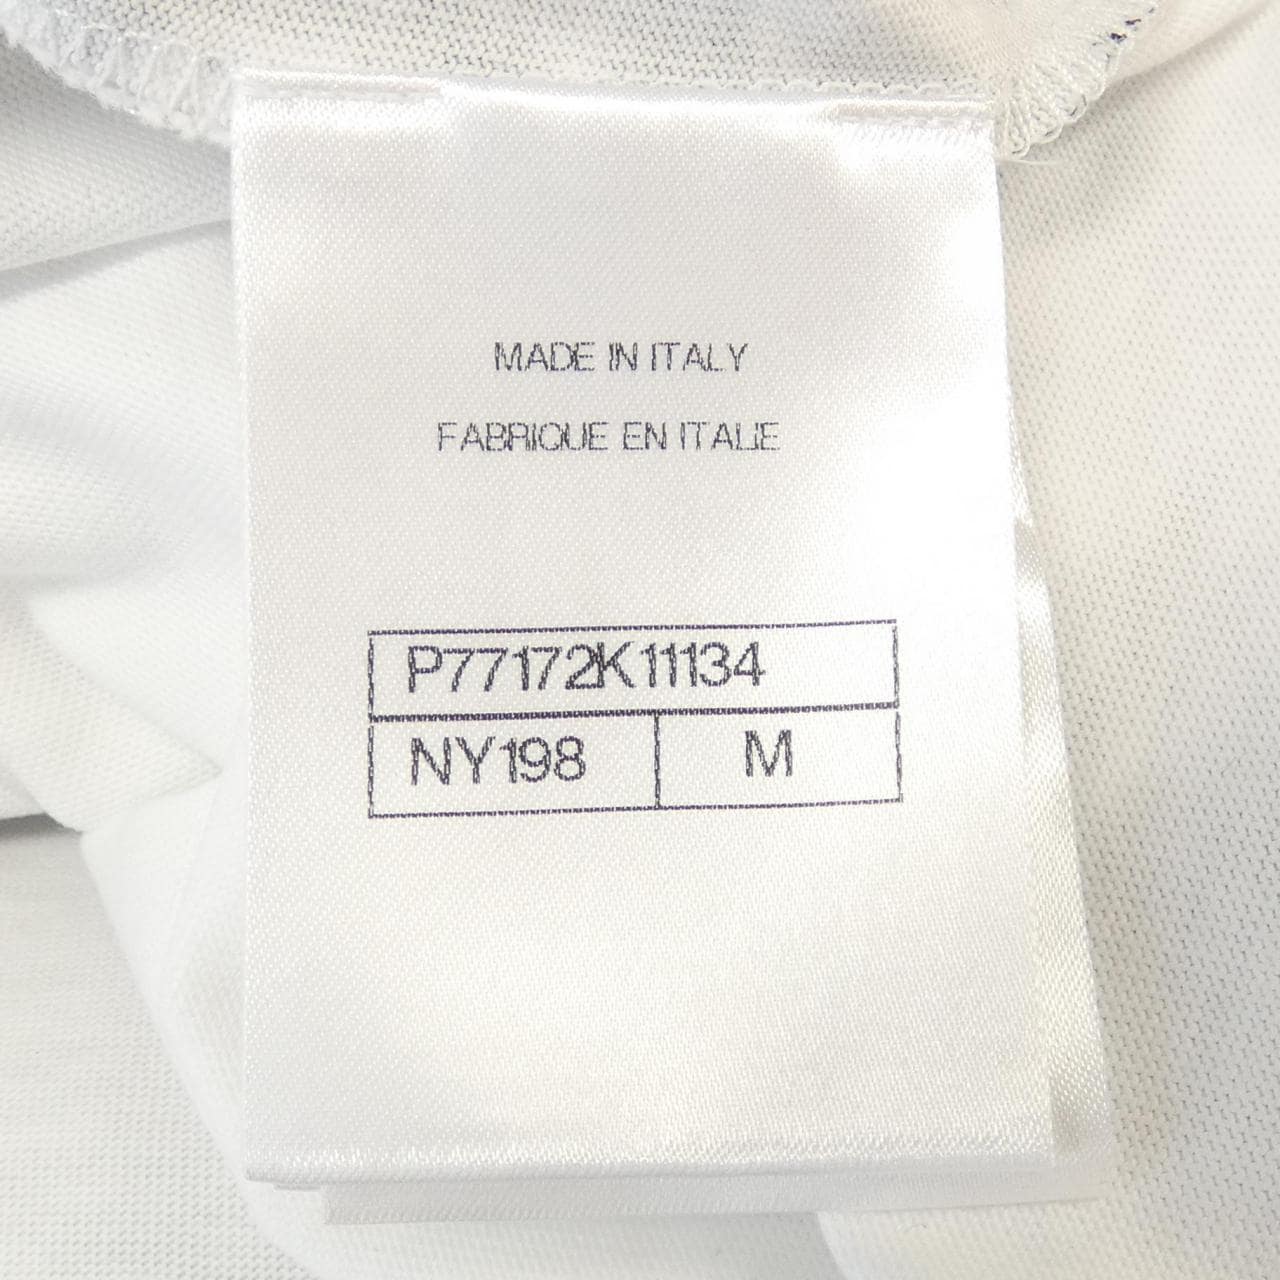 MADE IN ITALY
FABRIQUE EN ITALIE
P77172K11134
NY198 M